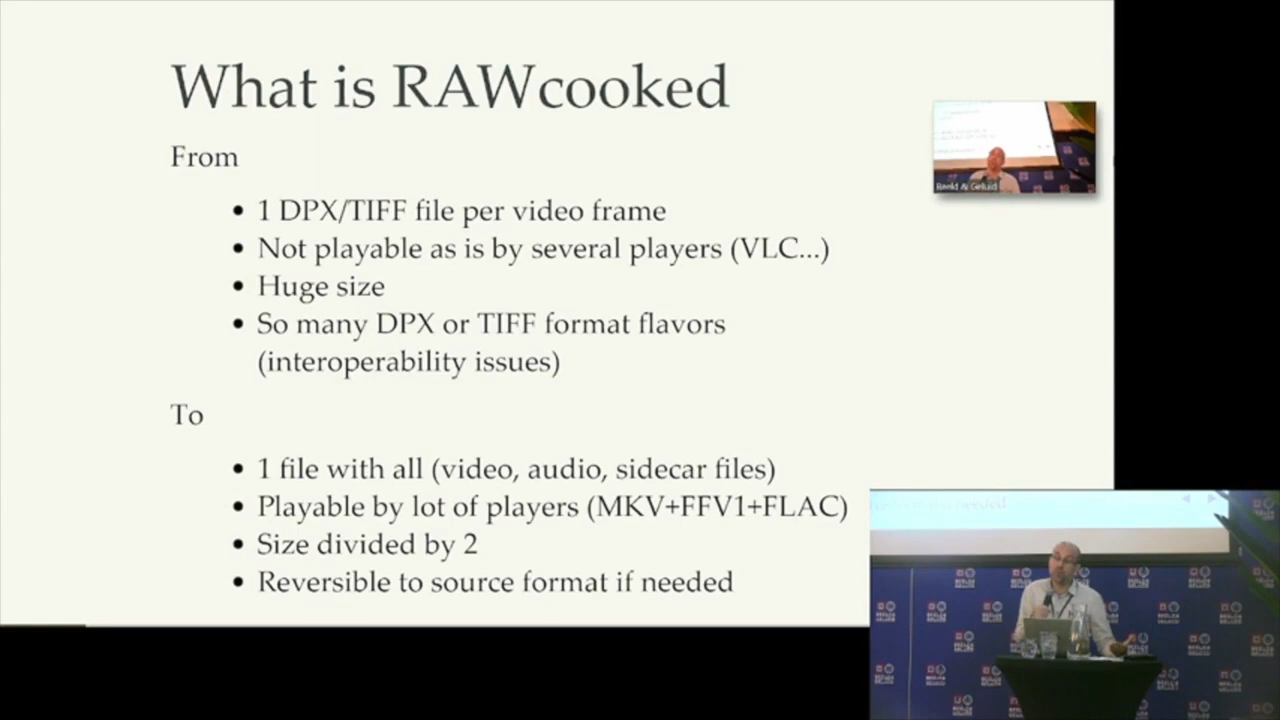 What is RAWcooked
From
• 1 DPX/TIFF file per video frame
• Not playable as is by several players (VLC...)
• Huge size
• So many DPX or TIFF format flavors
(interoperability issues)
To
• 1 file with all (video, audio, sidecar files)
• Playable by lot of players (MKV+FFV1+FLAC)
• Size divided by 2
• Reversible to source format if needed
Beeld & Geluid